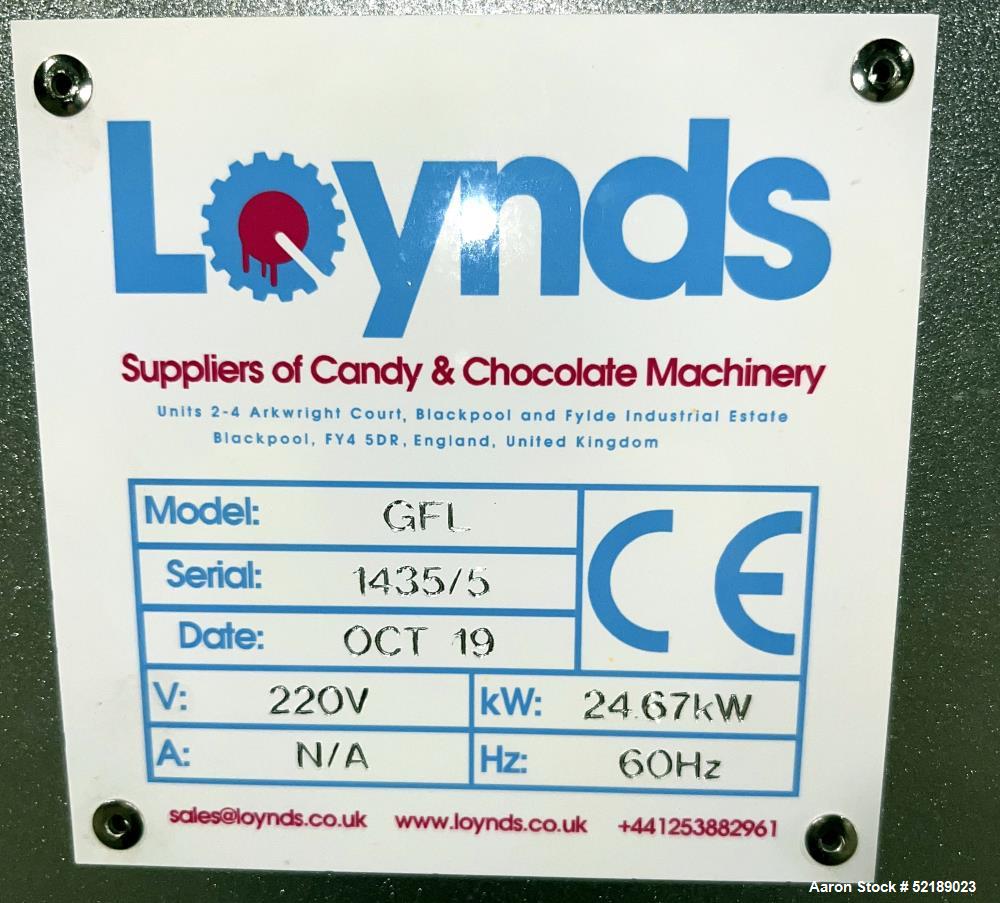 Loynds
Suppliers of Candy & Chocolate Machinery
Units 2-4 Arkwright Court, Blackpool and Fylde Industrial Estate
Blackpool, FY4 5DR, England, United Kingdom
Model: GFL
Serial: 1435/5
Date: OCT 19
CE
V: 220V kW: 24.67kW
A: N/A Hz: 60Hz
sales@loynds.co.uk www.loynds.co.uk +441253882961
Aaron Stock # 52189023